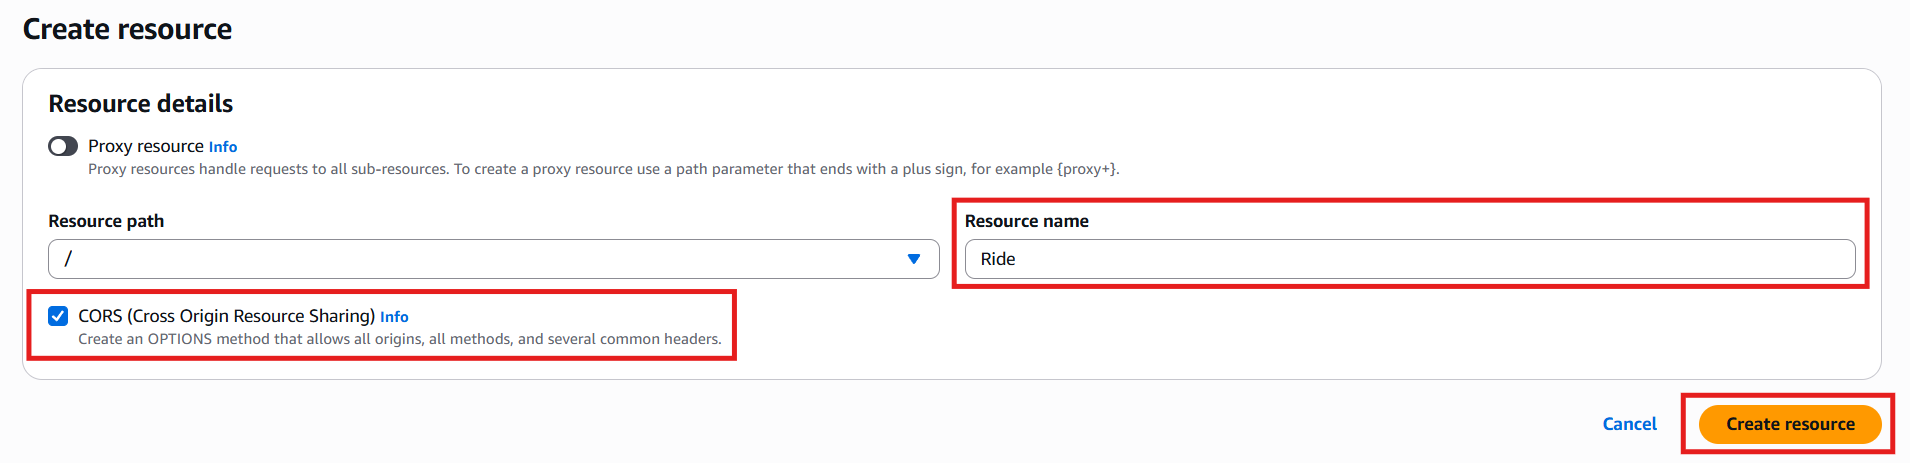 Create resource
Resource details
Proxy resource Info
Proxy resources handle requests to all sub-resources. To create a proxy resource use a path parameter that ends with a plus sign, for example {proxy+}.
Resource path
/
Resource name
Ride
CORS (Cross Origin Resource Sharing) Info
Create an OPTIONS method that allows all origins, all methods, and several common headers.
Cancel
Create resource